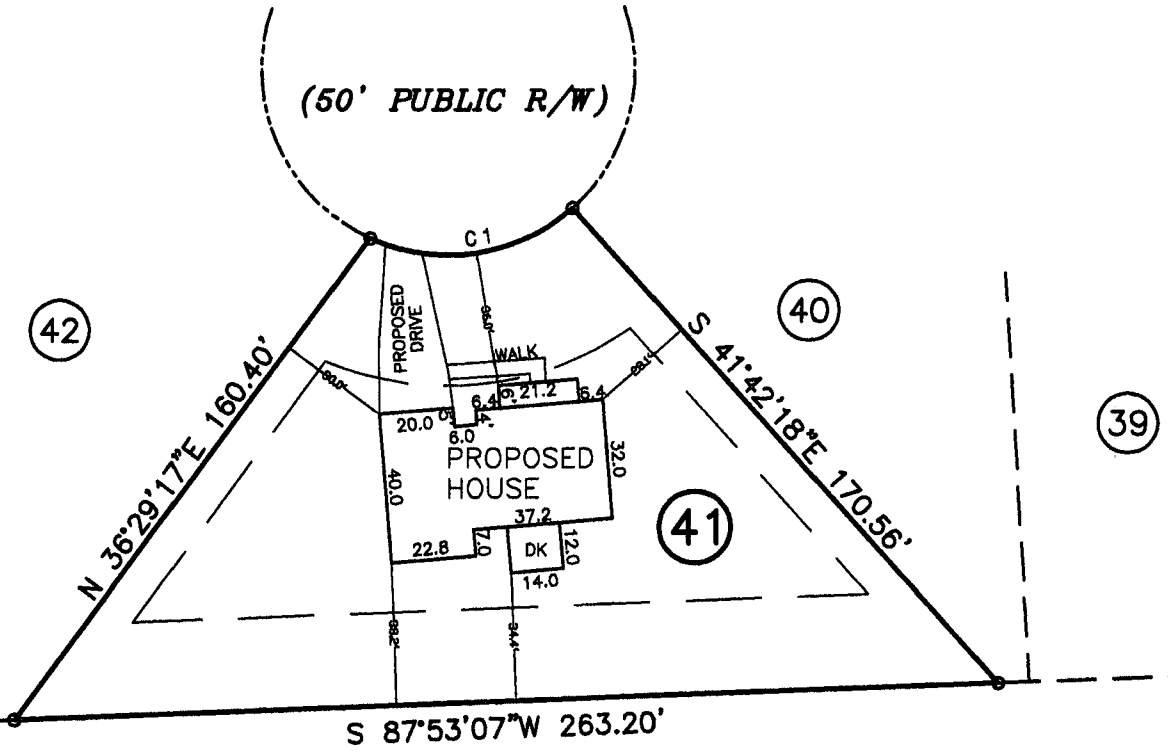 (50' PUBLIC R/W)
C1
42
40
39
41
N 36°29'17"E 160.40'
S 41°42'18"E 170.56'
PROPOSED
DRIVE
WALK
21.2
6.4
6.4
20.0
6.0
PROPOSED
HOUSE
40.0
32.0
37.2
22.8
7.0
DK
12.0
14.0
34.4'
S 87°53'07"W 263.20'